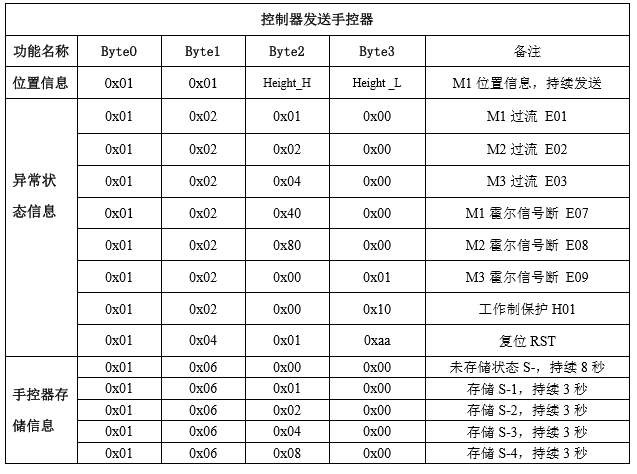 控制器发送手控器
功能名称 Byte0 Byte1 Byte2 Byte3 备注
位置信息 0x01 0x01 Height_H Height _L M1 位置信息，持续发送
异常状态信息 0x01 0x02 0x01 0x00 M1 过流 E01
0x01 0x02 0x02 0x00 M2 过流 E02
0x01 0x02 0x04 0x00 M3 过流 E03
0x01 0x02 0x40 0x00 M1 霍尔信号断 E07
0x01 0x02 0x80 0x00 M2 霍尔信号断 E08
0x01 0x02 0x00 0x01 M3 霍尔信号断 E09
0x01 0x02 0x00 0x10 工作制保护 H01
0x01 0x04 0x01 0xaa 复位 RST
手控器存储信息 0x01 0x06 0x00 0x00 未存储状态 S-，持续 8 秒
0x01 0x06 0x01 0x00 存储 S-1，持续 3 秒
0x01 0x06 0x02 0x00 存储 S-2，持续 3 秒
0x01 0x06 0x04 0x00 存储 S-3，持续 3 秒
0x01 0x06 0x08 0x00 存储 S-4，持续 3 秒